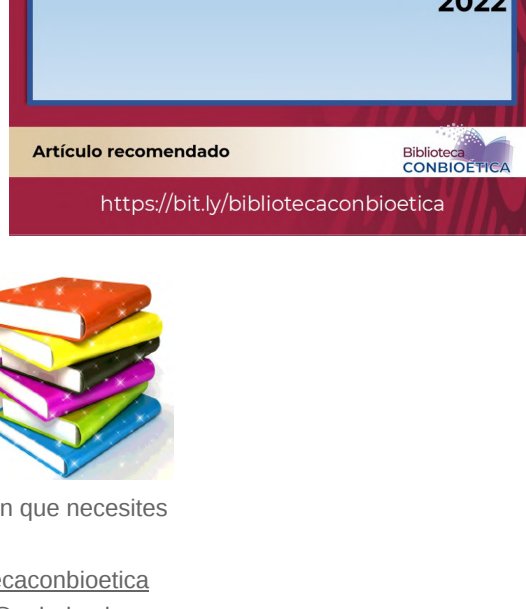 2022
Artículo recomendado
Biblioteca
CONBIOÉTICA
https://bit.ly/bibliotecaconbioetica
n que necesites
ecaconbioetica